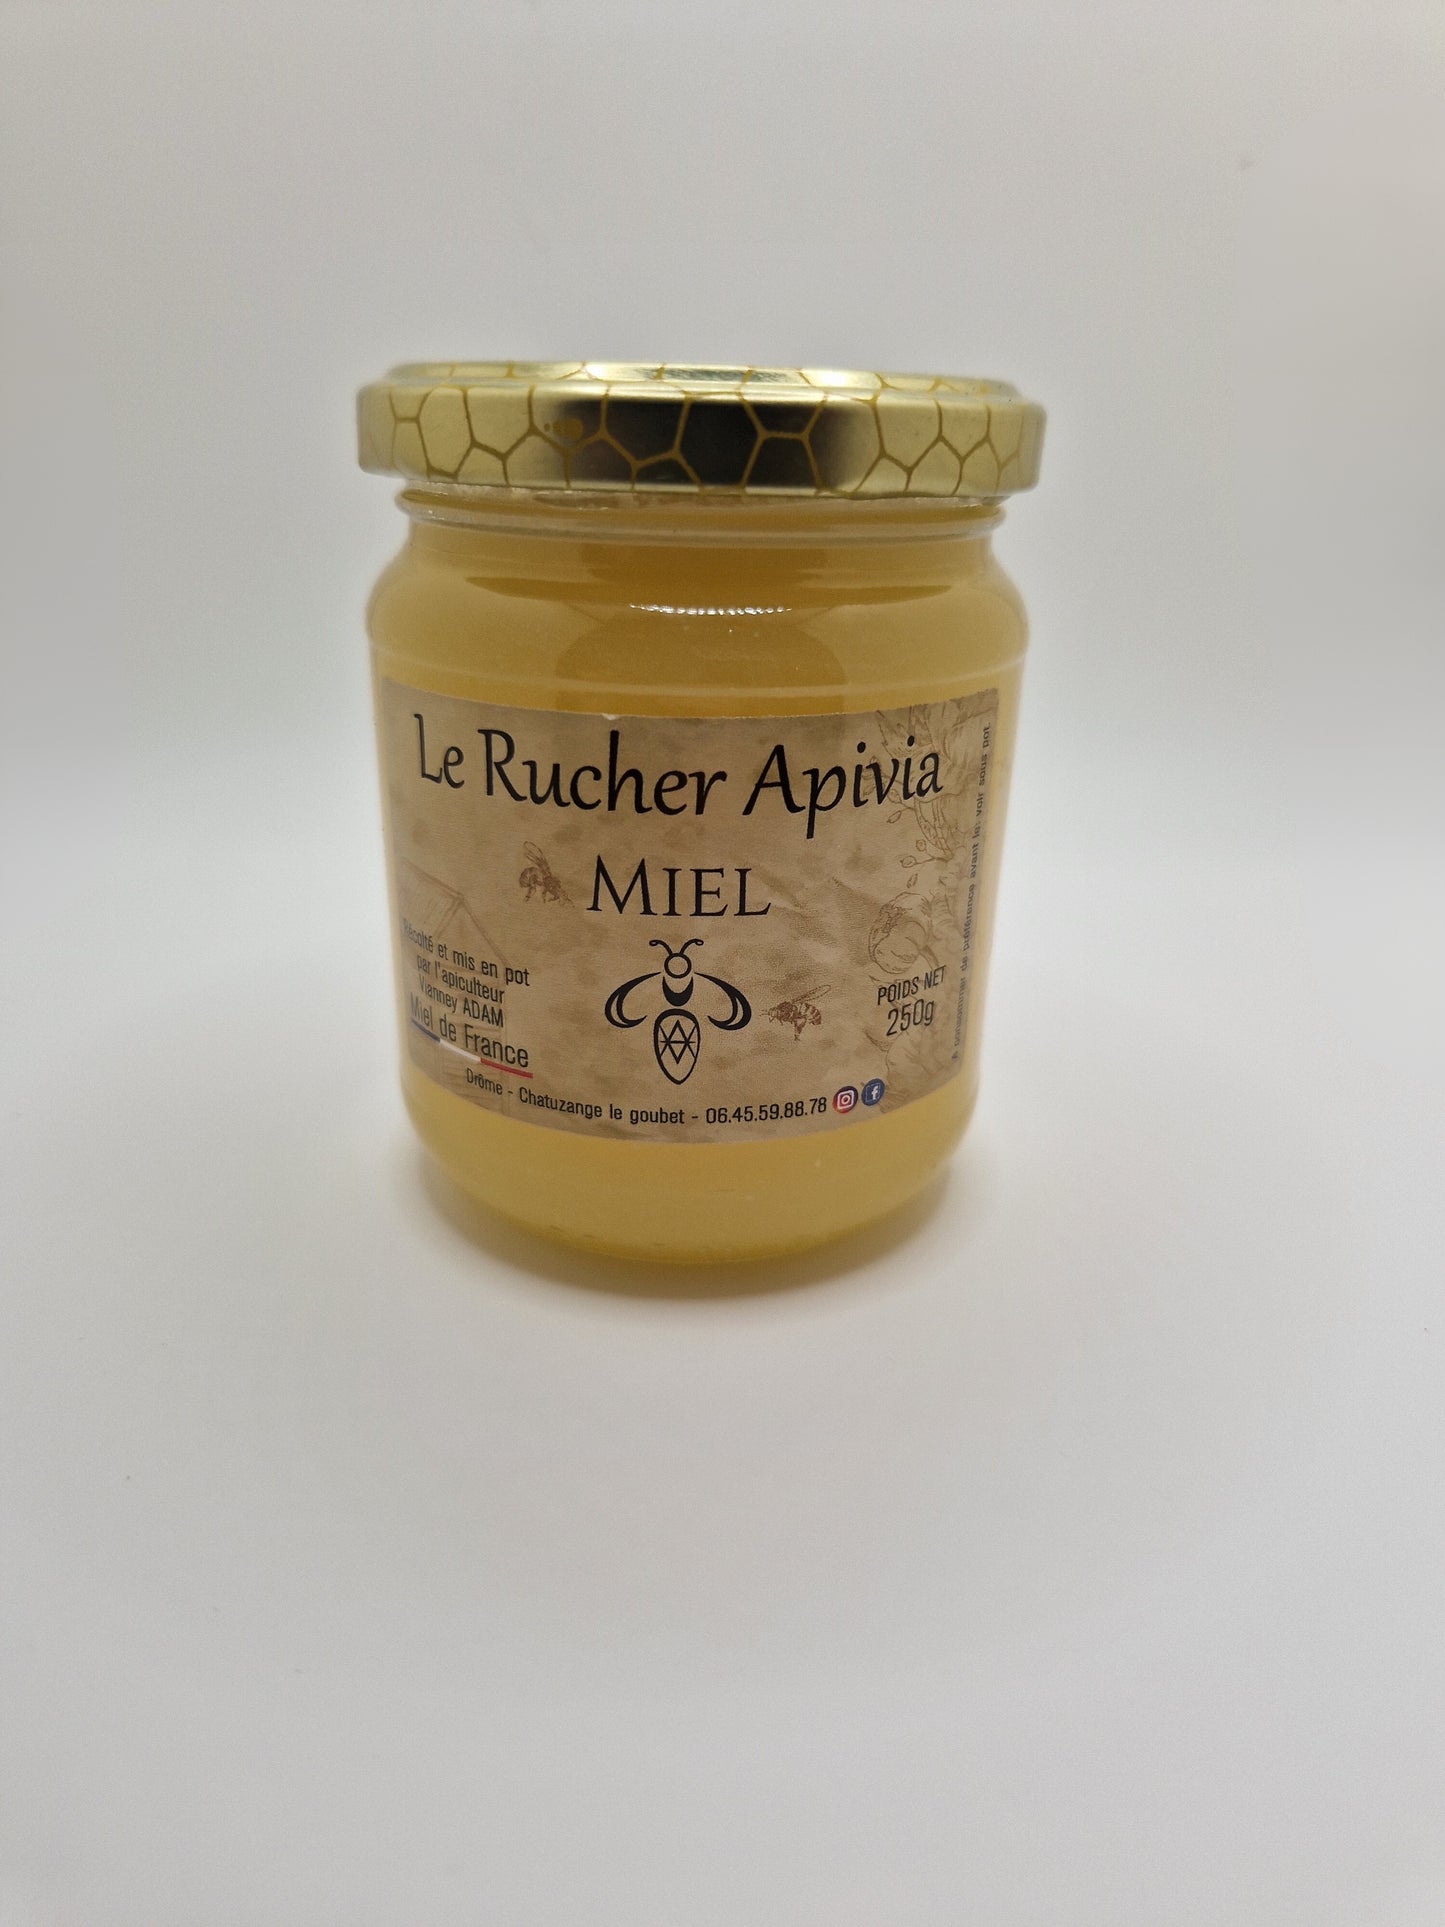 Le Rucher Apivia
MIEL
Récolté et mis en pot
par l'apiculteur
Vianney ADAM
Miel de France
POIDS NET
250g
Drôme - Chatuzange le goubet - 06.45.59.88.78
A consommer de préférence avant le: voir sous pot